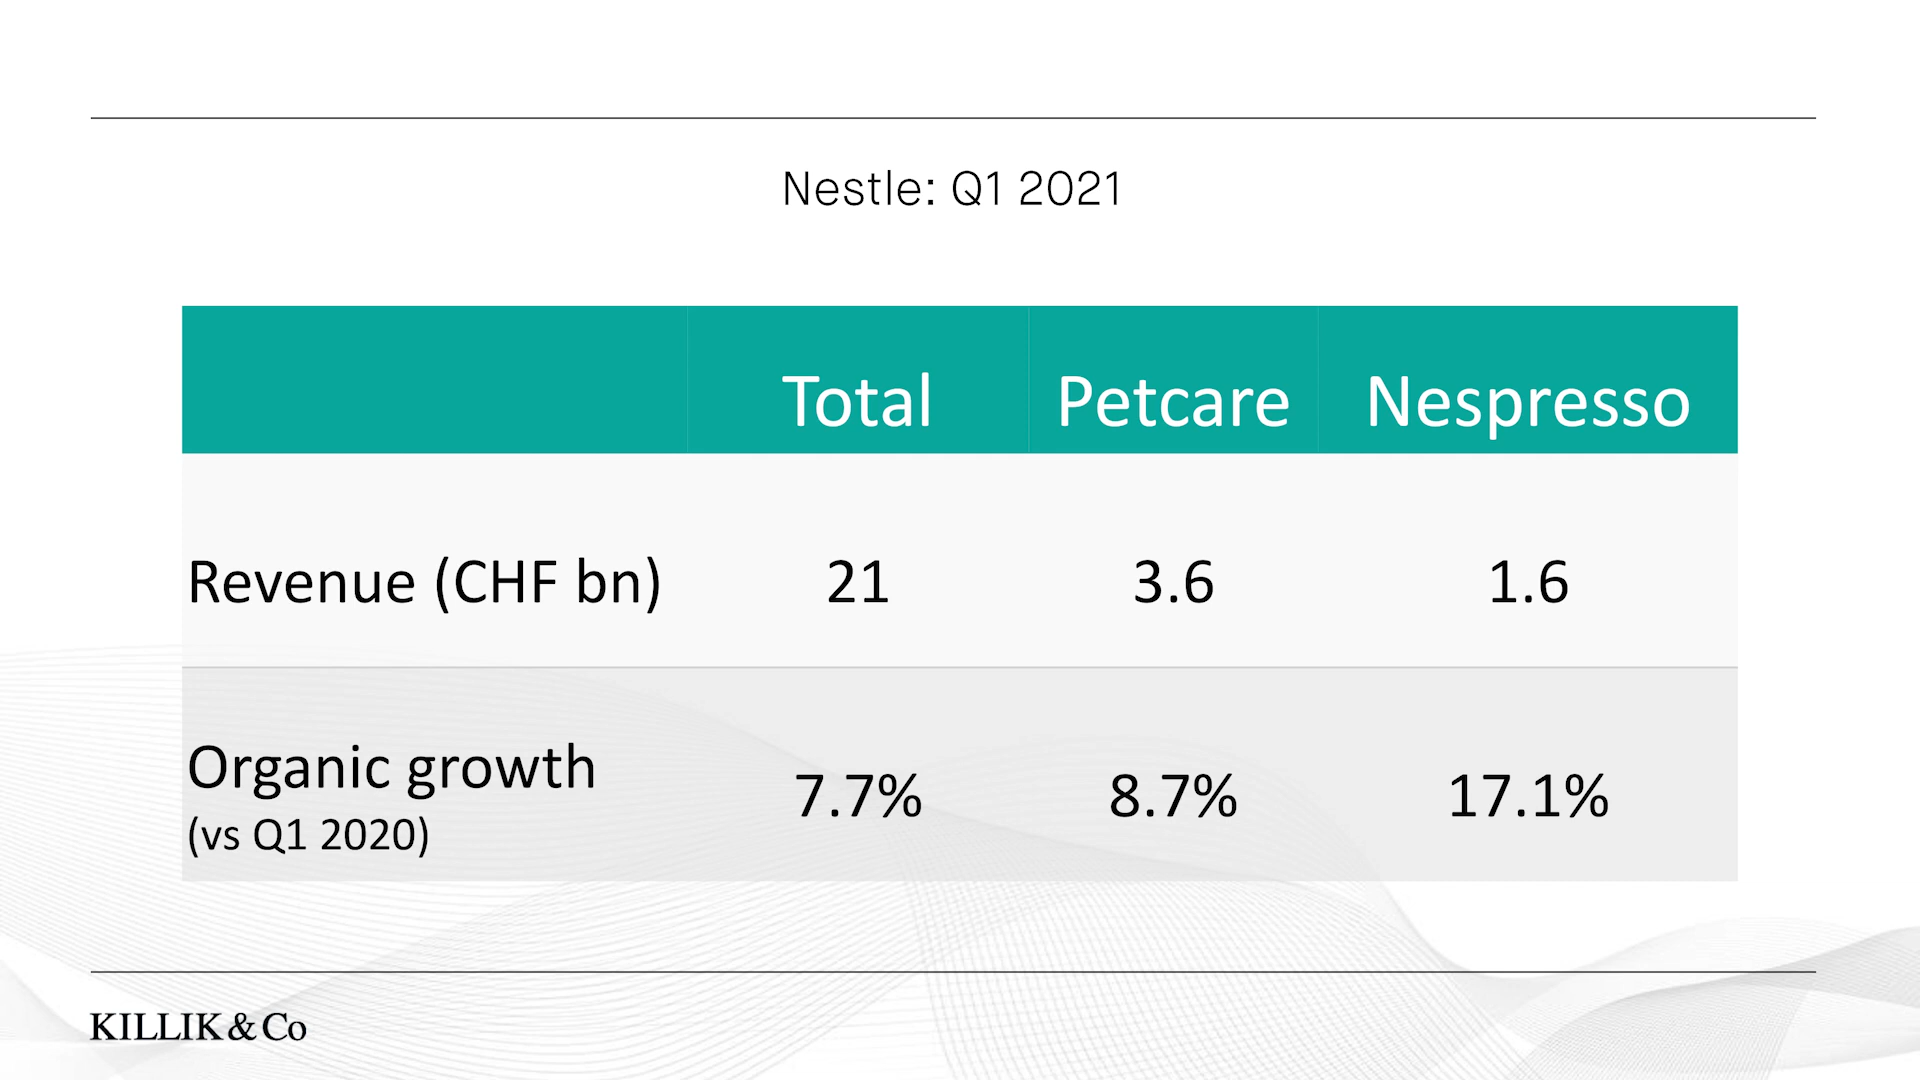 Nestle: Q1 2021
Total Petcare Nespresso
Revenue (CHF bn) 21 3.6 1.6
Organic growth
(vs Q1 2020) 7.7% 8.7% 17.1%
KILLIK & Co